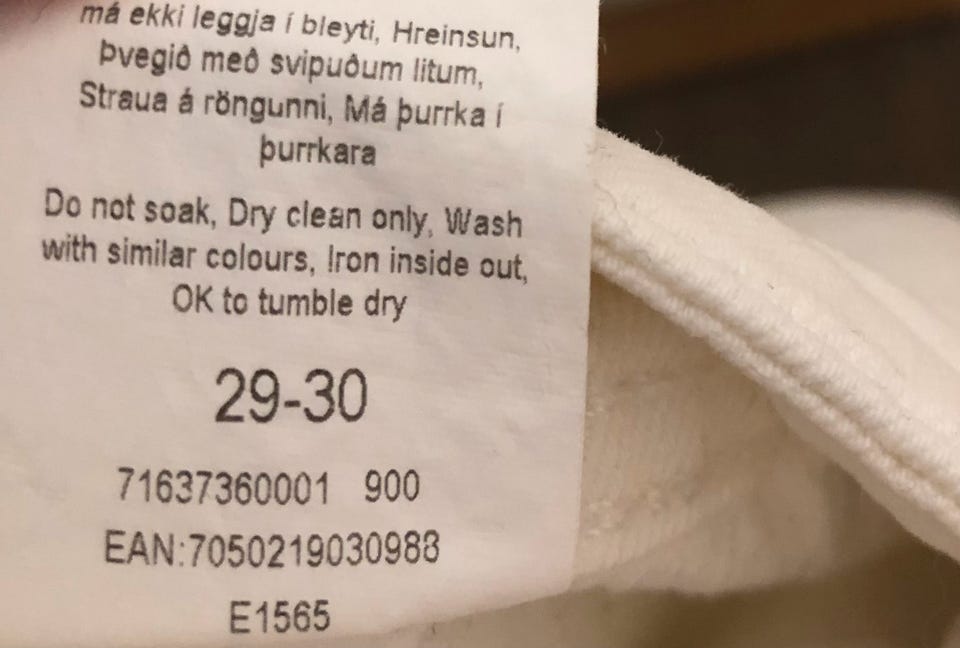 má ekki leggja í bleyti, Hreinsun,
þvegið með svipuðum litum,
Straua á röngunni, Má þurrka í
þurrkara
Do not soak, Dry clean only, Wash
with similar colours, Iron inside out,
OK to tumble dry
29-30
71637360001 900
EAN:7050219030988
E1565